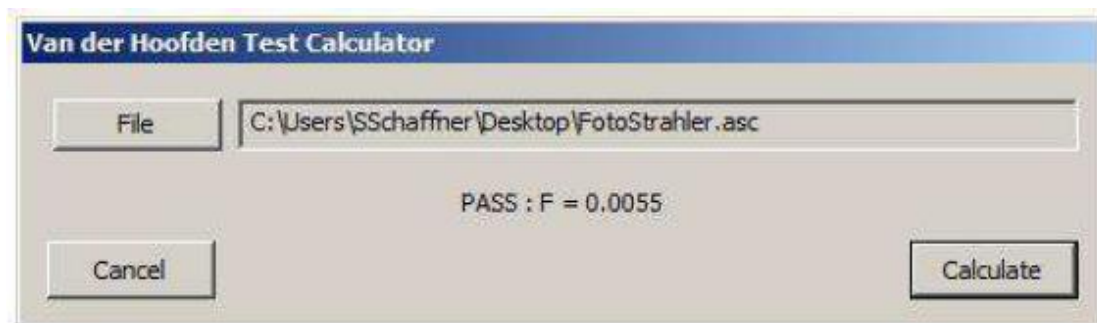 Van der Hoofden Test Calculator
File C:\Users\SSchaffner\Desktop\FotoStrahler.asc
PASS : F = 0.0055
Cancel Calculate